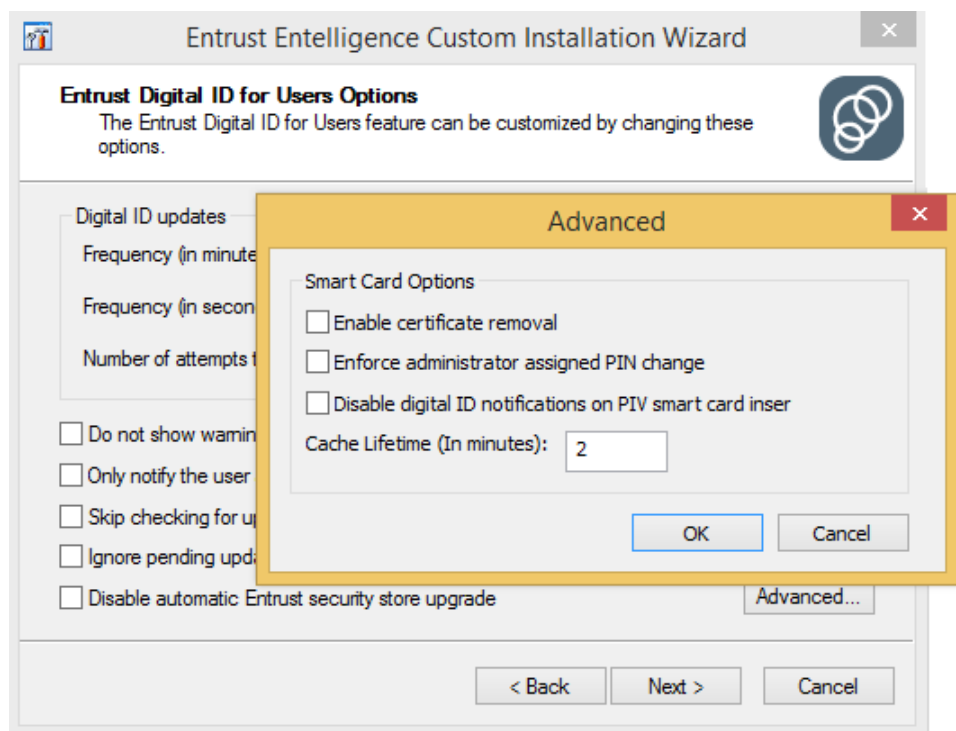 Entrust Entelligence Custom Installation Wizard
Entrust Digital ID for Users Options
The Entrust Digital ID for Users feature can be customized by changing these
options.
Digital ID updates
Frequency (in minute
Frequency (in secon
Number of attempts t
Do not show warnin
Only notify the user
Skip checking for up
Ignore pending upda
Disable automatic Entrust security store upgrade
Advanced...
Advanced
Smart Card Options
Enable certificate removal
Enforce administrator assigned PIN change
Disable digital ID notifications on PIV smart card inser
Cache Lifetime (In minutes): 2
OK Cancel
< Back Next > Cancel